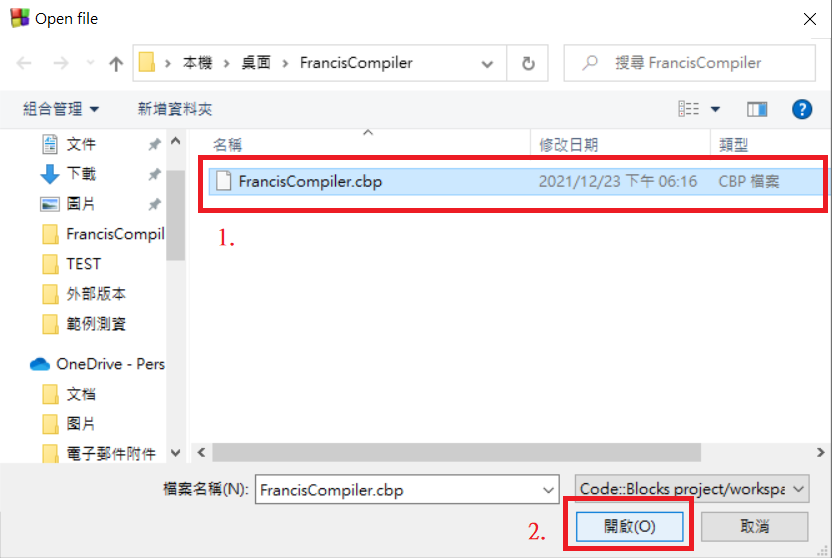 Open file
本機 › 桌面 › FrancisCompiler
搜尋 FrancisCompiler
組合管理 新增資料夾
名稱 修改日期 類型
文件
下載
圖片
FrancisCompil
TEST
外部版本
範例測資
OneDrive - Pers
文档
图片
電子郵件附件
FrancisCompiler.cbp 2021/12/23 下午 06:16 CBP 檔案
1.
檔案名稱(N): FrancisCompiler.cbp Code::Blocks project/workspa
2. 開啟(O) 取消